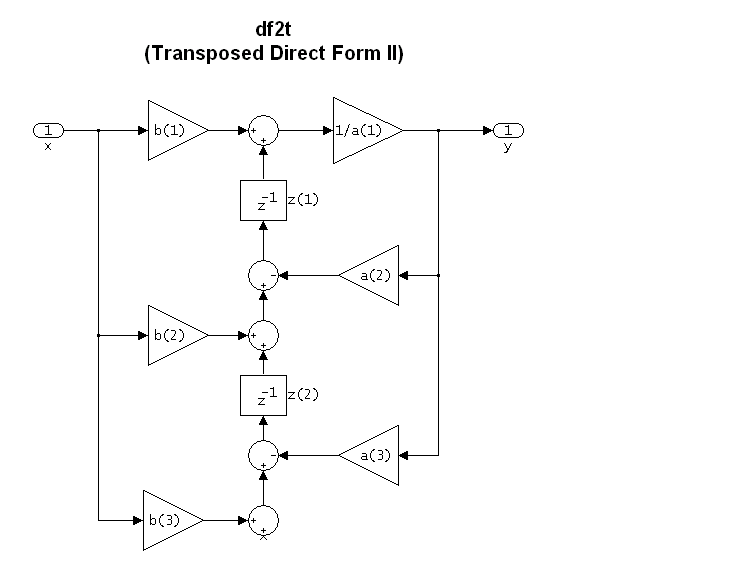 df2t
(Transposed Direct Form II)
1
x
b(1)
+
+
1/a(1)
1
y
z-1
z(1)
-
+
a(2)
b(2)
+
+
z-1
z(2)
-
+
a(3)
b(3)
+
+